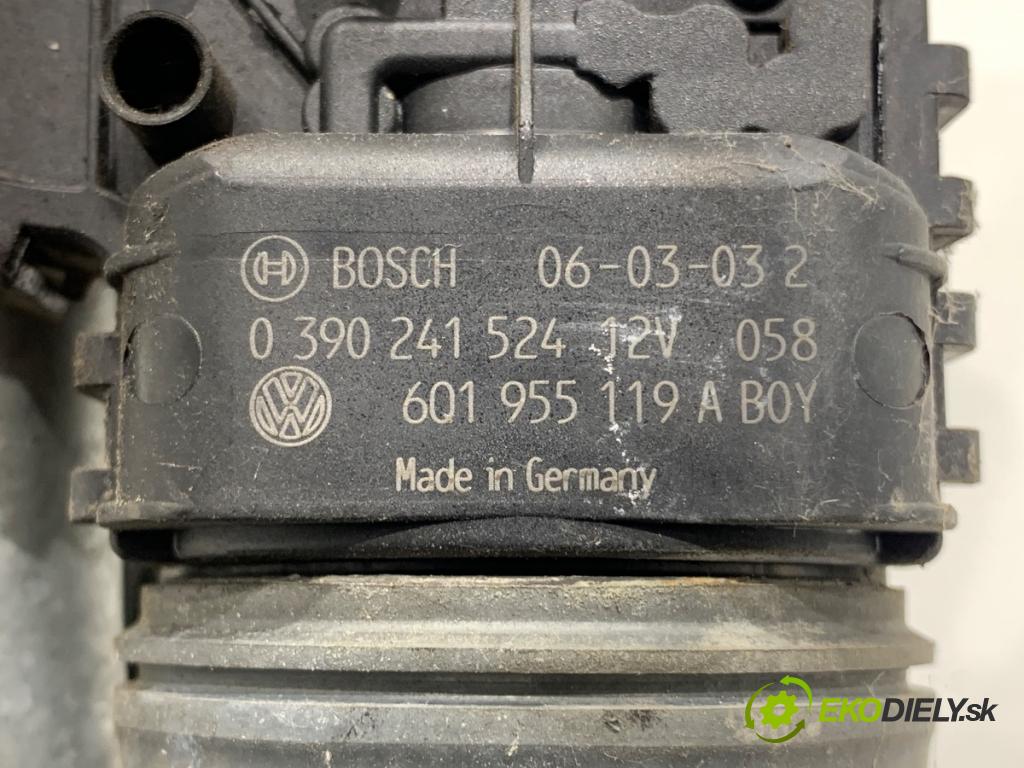 BOSCH 06-03-03 2
0 390 241 524 12V 058
6Q1 955 119 A BOY
Made in Germany
EKODIELY.sk